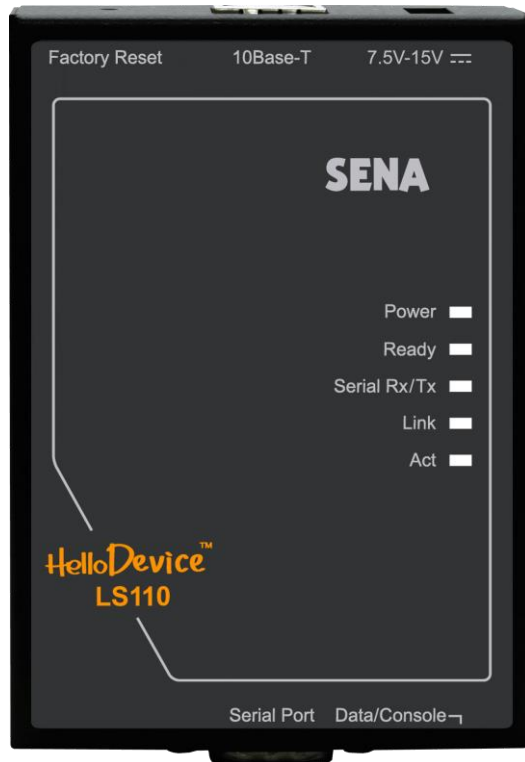 Factory Reset 10Base-T 7.5V-15V
SENA
Power
Ready
Serial Rx/Tx
Link
Act
HelloDevice™
LS110
Serial Port Data/Console